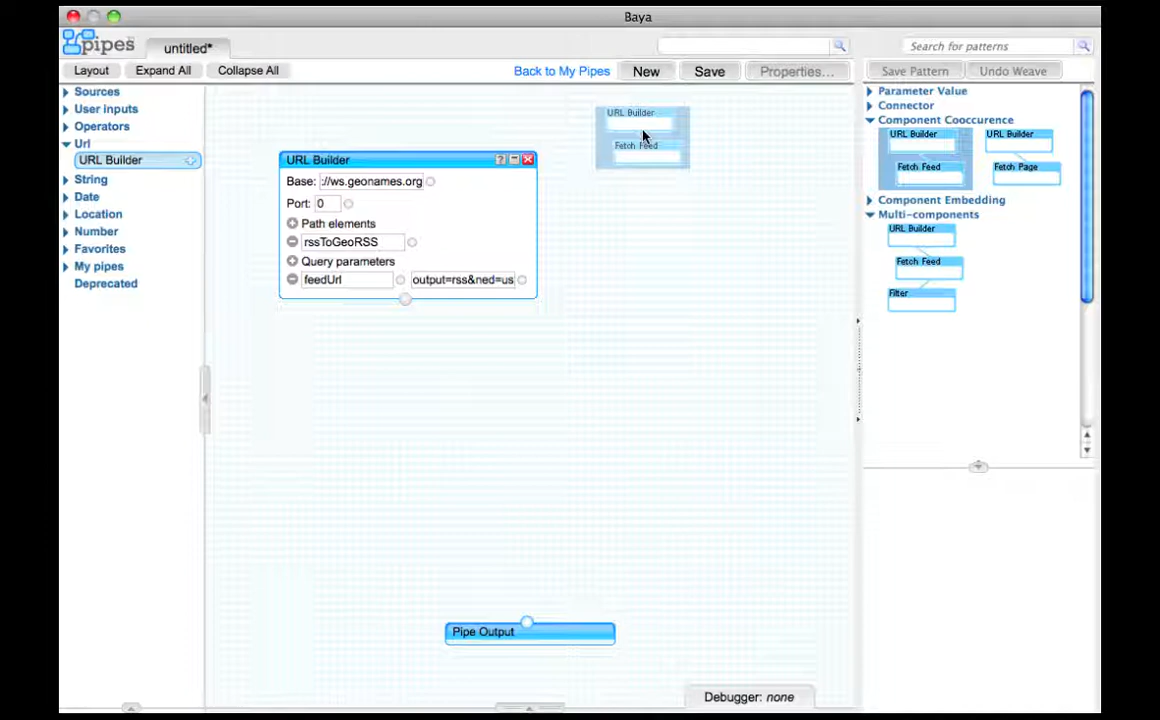 Baya
pipes
untitled*
Search for patterns
Layout
Expand All
Collapse All
Back to My Pipes
New
Save
Properties...
Save Pattern
Undo Weave
Sources
User inputs
Operators
Url
URL Builder
String
Date
Location
Number
Favorites
My pipes
Deprecated
URL Builder
?
Base: ://ws.geonames.org
Port: 0
Path elements
rssToGeoRSS
Query parameters
feedUrl output=rss&ned=us
URL Builder
Fetch Feed
Pipe Output
Debugger: none
Parameter Value
Connector
Component Cooccurence
URL Builder
Fetch Feed
URL Builder
Fetch Page
Component Embedding
Multi-components
URL Builder
Fetch Feed
Filter